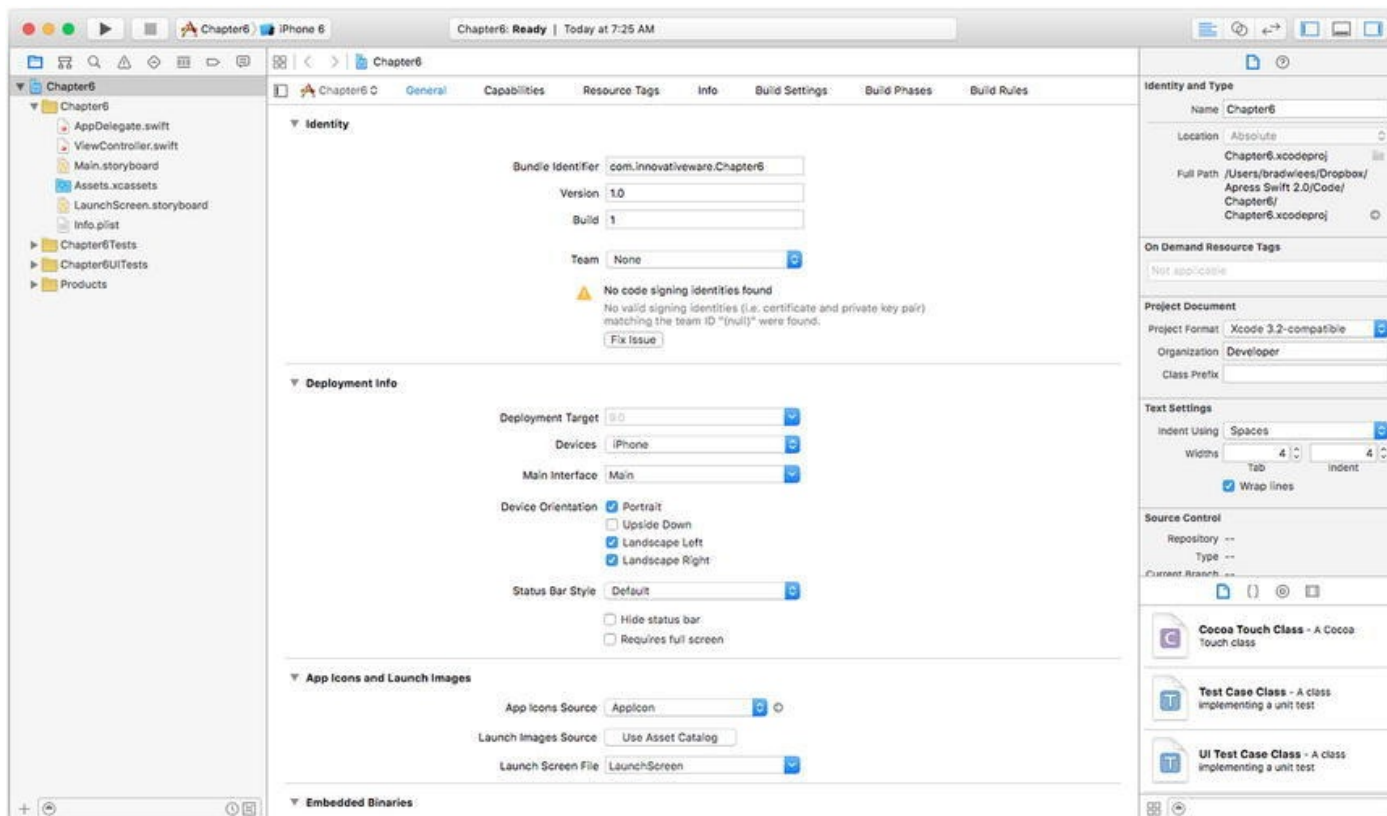 Chapter6 iPhone 6 Chapter6: Ready | Today at 7:25 AM
Chapter6
Chapter6
AppDelegate.swift
ViewController.swift
Main.storyboard
Assets.xcassets
LaunchScreen.storyboard
Info.plist
Chapter6Tests
Chapter6UITests
Products
Chapter6
Chapter6 General Capabilities Resource Tags Info Build Settings Build Phases Build Rules
Identity
Bundle Identifier com.innovativeware.Chapter6
Version 1.0
Build 1
Team None
No code signing identities found
No valid signing identities (i.e. certificate and private key pair)
matching the team ID "(null)" were found.
Fix Issue
Deployment Info
Deployment Target 9.0
Devices iPhone
Main Interface Main
Device Orientation Portrait
Upside Down
Landscape Left
Landscape Right
Status Bar Style Default
Hide status bar
Requires full screen
App Icons and Launch Images
App Icons Source AppIcon
Launch Images Source Use Asset Catalog
Launch Screen File LaunchScreen
Embedded Binaries
Identity and Type
Name Chapter6
Location Absolute
Chapter6.xcodeproj
Full Path /Users/bradwlees/Dropbox/
Apress Swift 2.0/Code/
Chapter6/
Chapter6.xcodeproj
On Demand Resource Tags
Not applicable
Project Document
Project Format Xcode 3.2-compatible
Organization Developer
Class Prefix
Text Settings
Indent Using Spaces
Widths 4 4
Tab Indent
Wrap lines
Source Control
Repository --
Type --
Current Branch --
Cocoa Touch Class - A Cocoa
Touch class
Test Case Class - A class
implementing a unit test
UI Test Case Class - A class
implementing a unit test